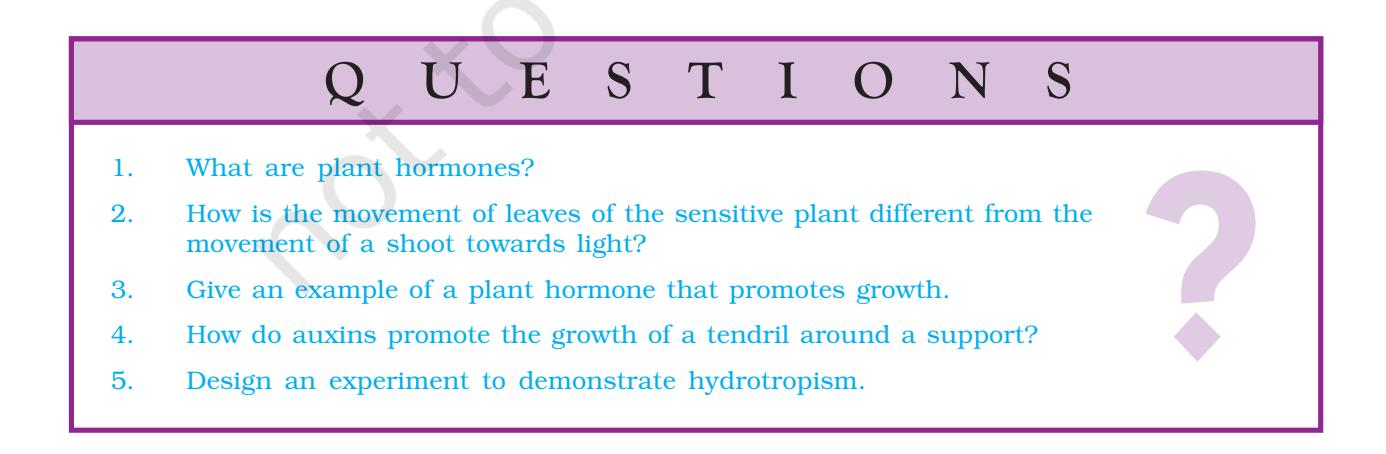 QUESTIONS
1. What are plant hormones?
2. How is the movement of leaves of the sensitive plant different from the
movement of a shoot towards light?
3. Give an example of a plant hormone that promotes growth.
4. How do auxins promote the growth of a tendril around a support?
5. Design an experiment to demonstrate hydrotropism.
?
not to